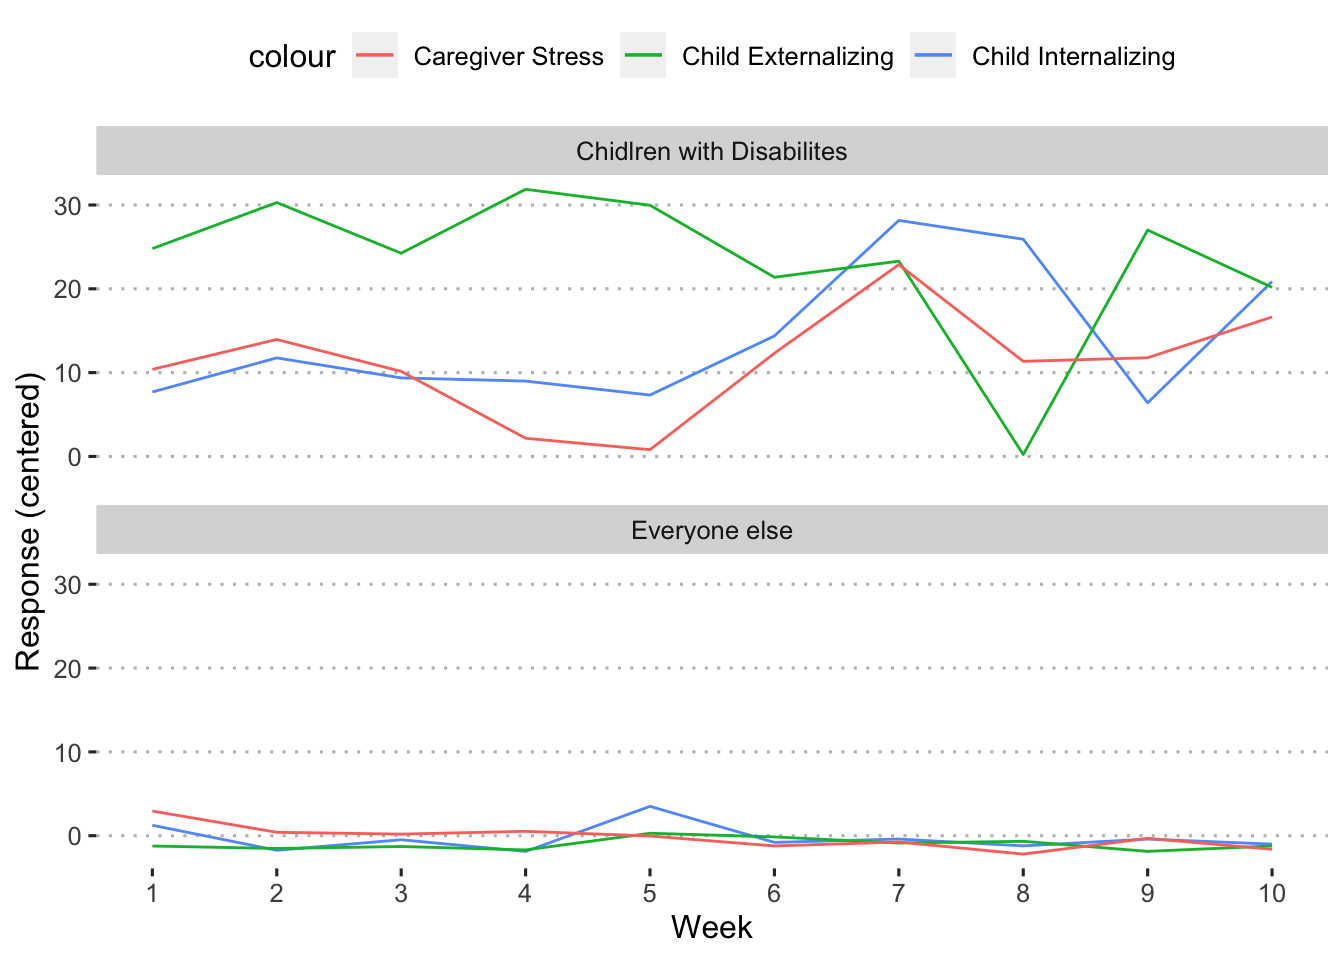 colour Caregiver Stress Child Externalizing Child Internalizing
Chidlren with Disabilites
30
20
10
0
Response (centered)
Everyone else
30
20
10
0
1 2 3 4 5 6 7 8 9 10
Week